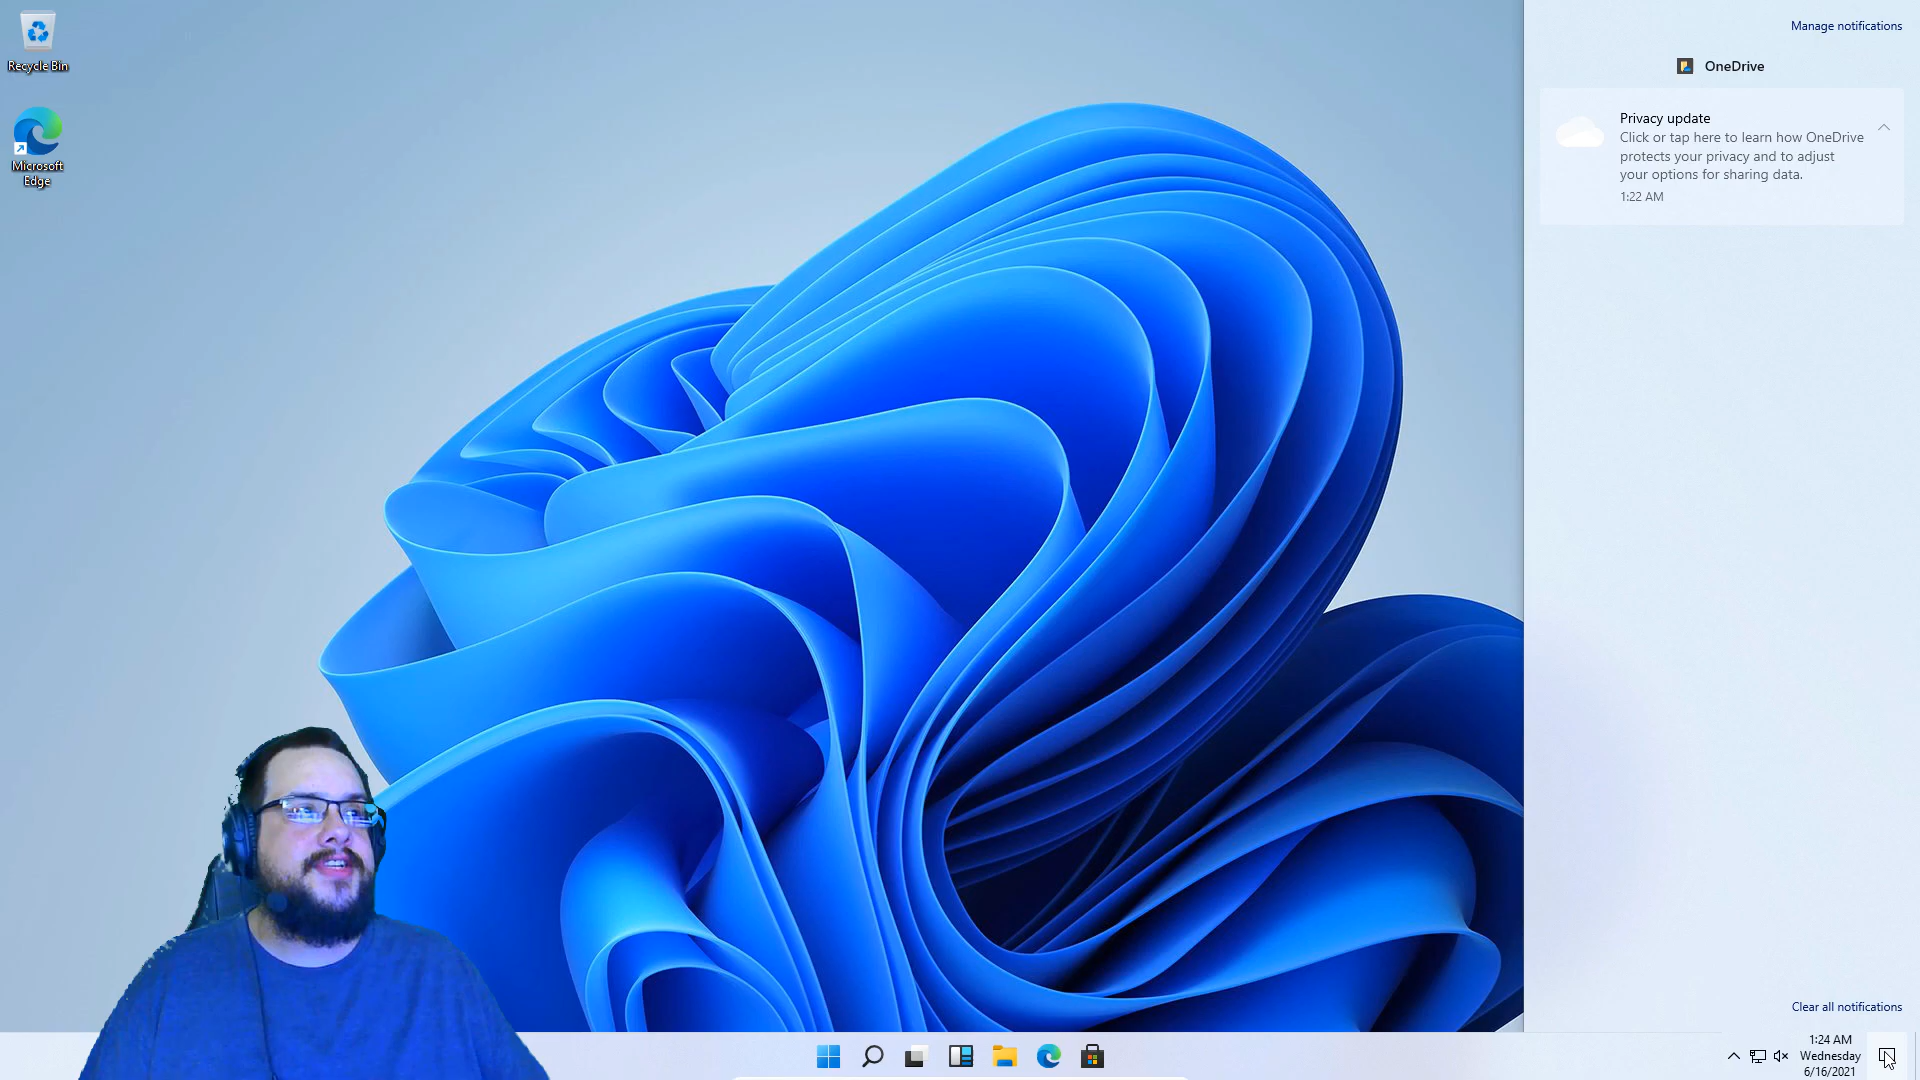 Recycle Bin
Microsoft
Edge
Manage notifications
OneDrive
Privacy update
Click or tap here to learn how OneDrive
protects your privacy and to adjust
your options for sharing data.
1:22 AM
Clear all notifications
1:24 AM
Wednesday
6/16/2021